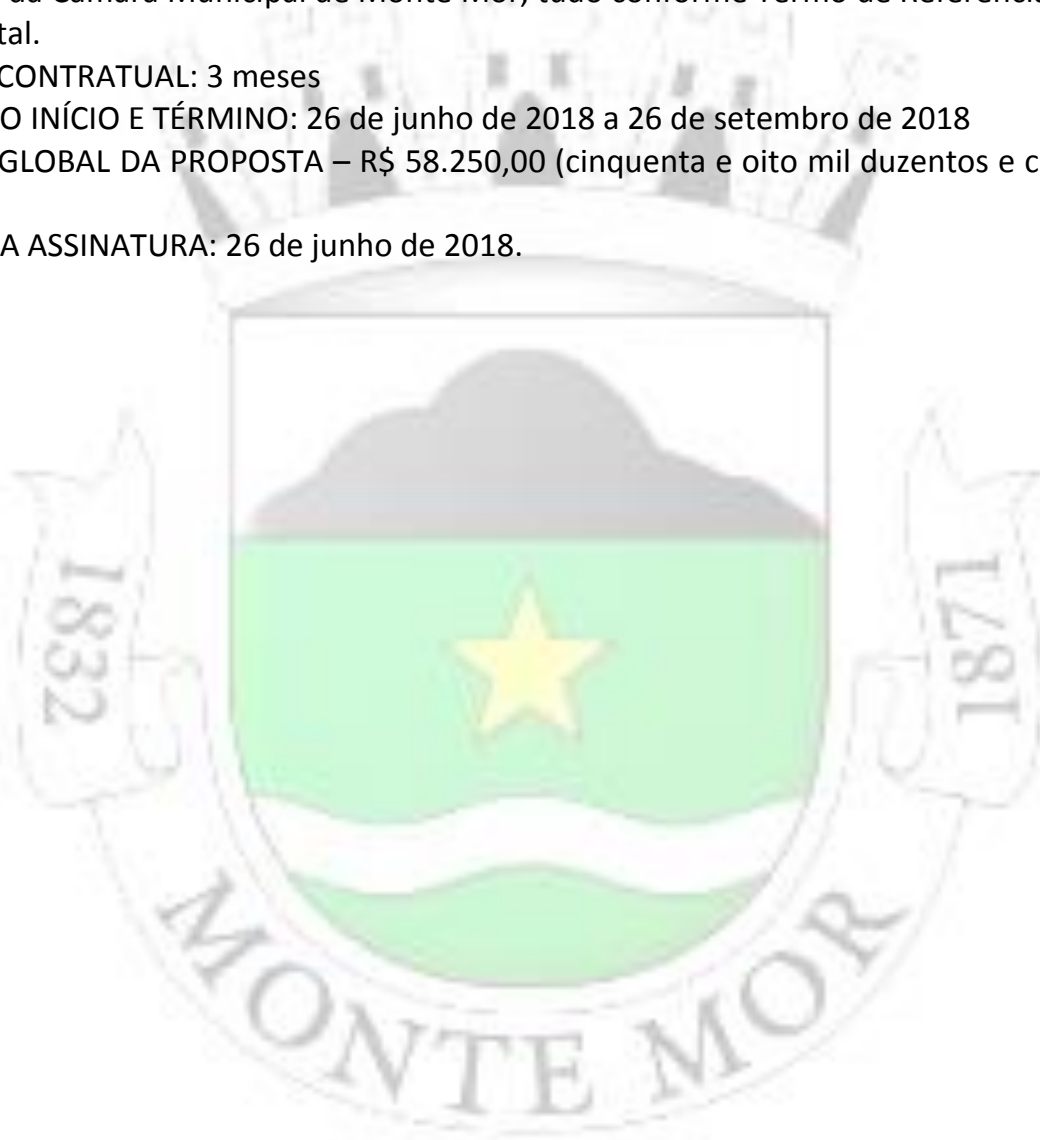 da Câmara Municipal de Monte Mor, tudo conforme Termo de Referência
tal.
CONTRATUAL: 3 meses
O INÍCIO E TÉRMINO: 26 de junho de 2018 a 26 de setembro de 2018
GLOBAL DA PROPOSTA – R$ 58.250,00 (cinquenta e oito mil duzentos e c
A ASSINATURA: 26 de junho de 2018.
1832
1871
MONTE MOR